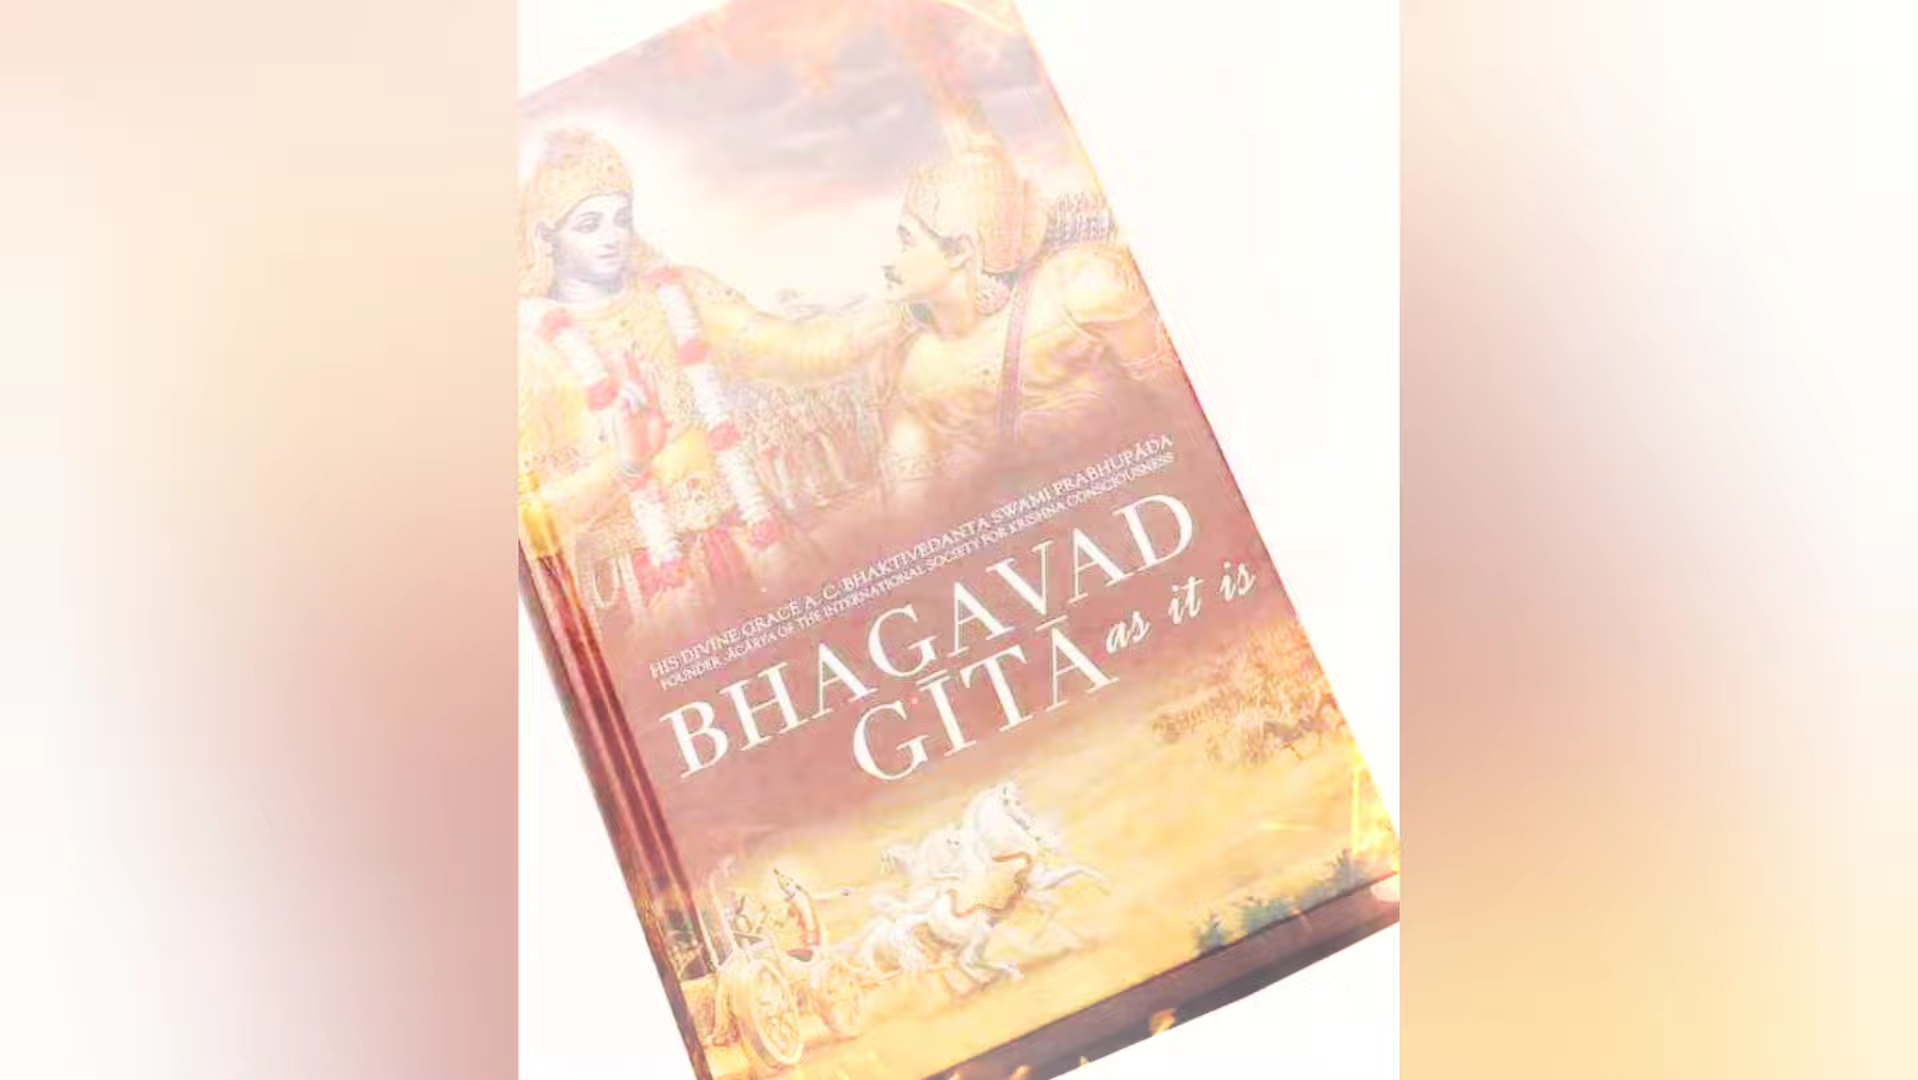 HIS DIVINE GRACE A. C. BHAKTIVEDANTA SWAMI PRABHUPĀDA
FOUNDER-ĀCĀRYA OF THE INTERNATIONAL SOCIETY FOR KRISHNA CONSCIOUSNESS
BHAGAVAD
GĪTĀ as it is